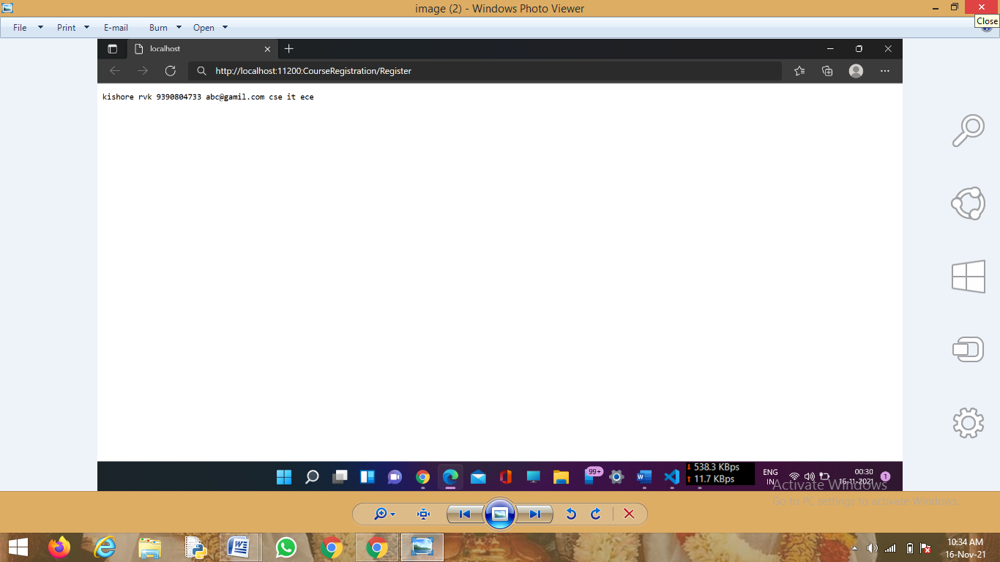 image (2) - Windows Photo Viewer
Close
File Print E-mail Burn Open
localhost
http://localhost:11200:CourseRegistration/Register
kishore rvk 9390804733 abc@gamil.com cse it ece
99+
538.3 KBps
11.7 KBps
ENG
IN
00:30
16-11-2021
1
Activate Windows
Go to PC settings to activate Windows.
10:34 AM
16-Nov-21